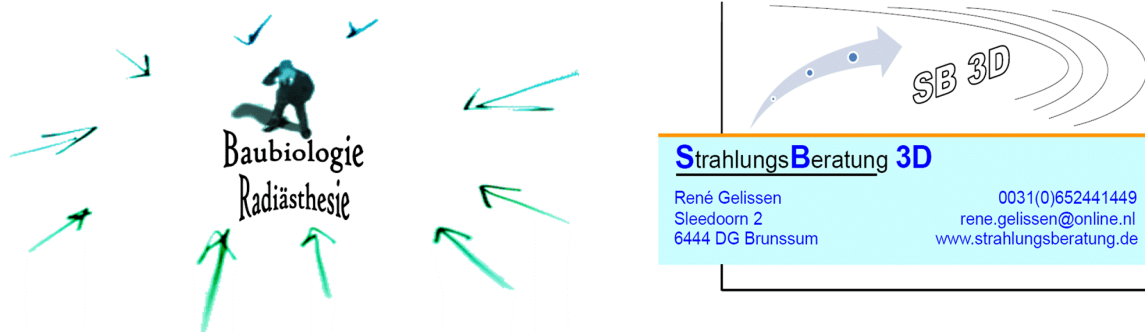 Baubiologie
Radiästhesie
SB 3D
StrahlungsBeratung 3D
René Gelissen
0031(0)652441449
Sleedoorn 2
rene.gelissen@online.nl
6444 DG Brunssum
www.strahlungsberatung.de